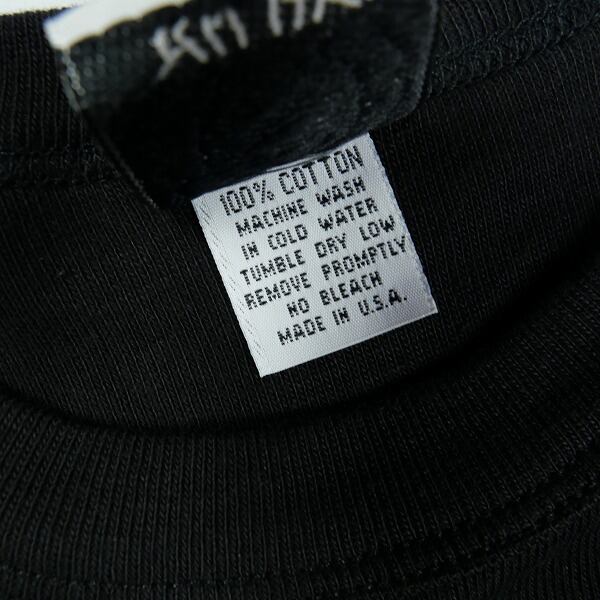 100% COTTON
MACHINE WASH
IN COLD WATER
TUMBLE DRY LOW
REMOVE PROMPTLY
NO BLEACH
MADE IN U.S.A.